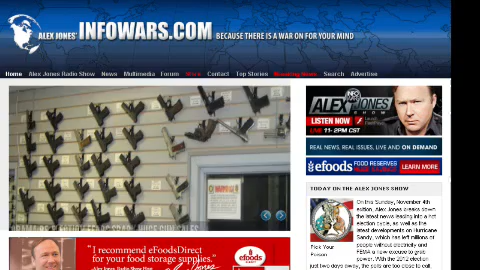 ALEX JONES' INFOWARS.COM BECAUSE THERE IS A WAR ON FOR YOUR MIND
Home Alex Jones Radio Show News Multimedia Forum Store Contact Top Stories Breaking News Search Advertise
ALEX JONES
SHOW
LISTEN NOW
LIVE 11-2PM CST
REAL NEWS, REAL ISSUES, LIVE AND ON DEMAND
efoods FOOD RESERVES LEARN MORE
TODAY ON THE ALEX JONES SHOW
On this Sunday, November 4th
edition, Alex Jones breaks down
the latest news leading into a hot
election cycle, as well as the
latest developments on Hurricane
Sandy, which has left millions of
people without electricity and
FEMA a new excuse to grab
power. With the 2012 election
just two days away, the polls are too close to call
Pick Your
Poison
"I recommend eFoodsDirect
for your food storage supplies."
efoods